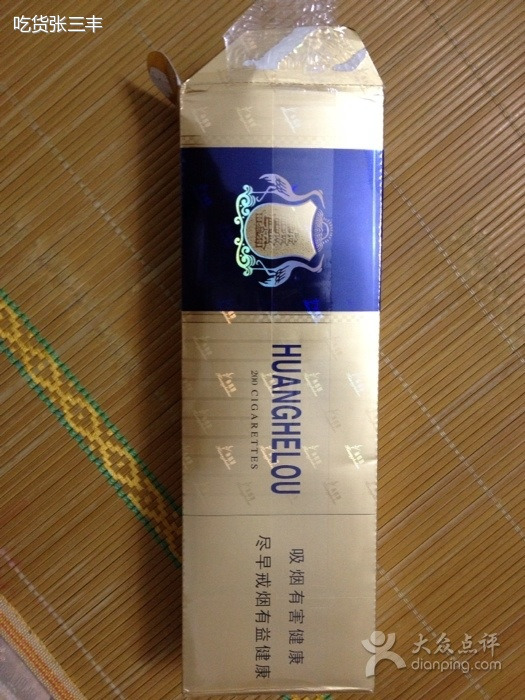 吃货张三丰
HUANGHELOU
200 CIGARETTES
吸烟有害健康
尽早戒烟有益健康
大众点评
dianping.com